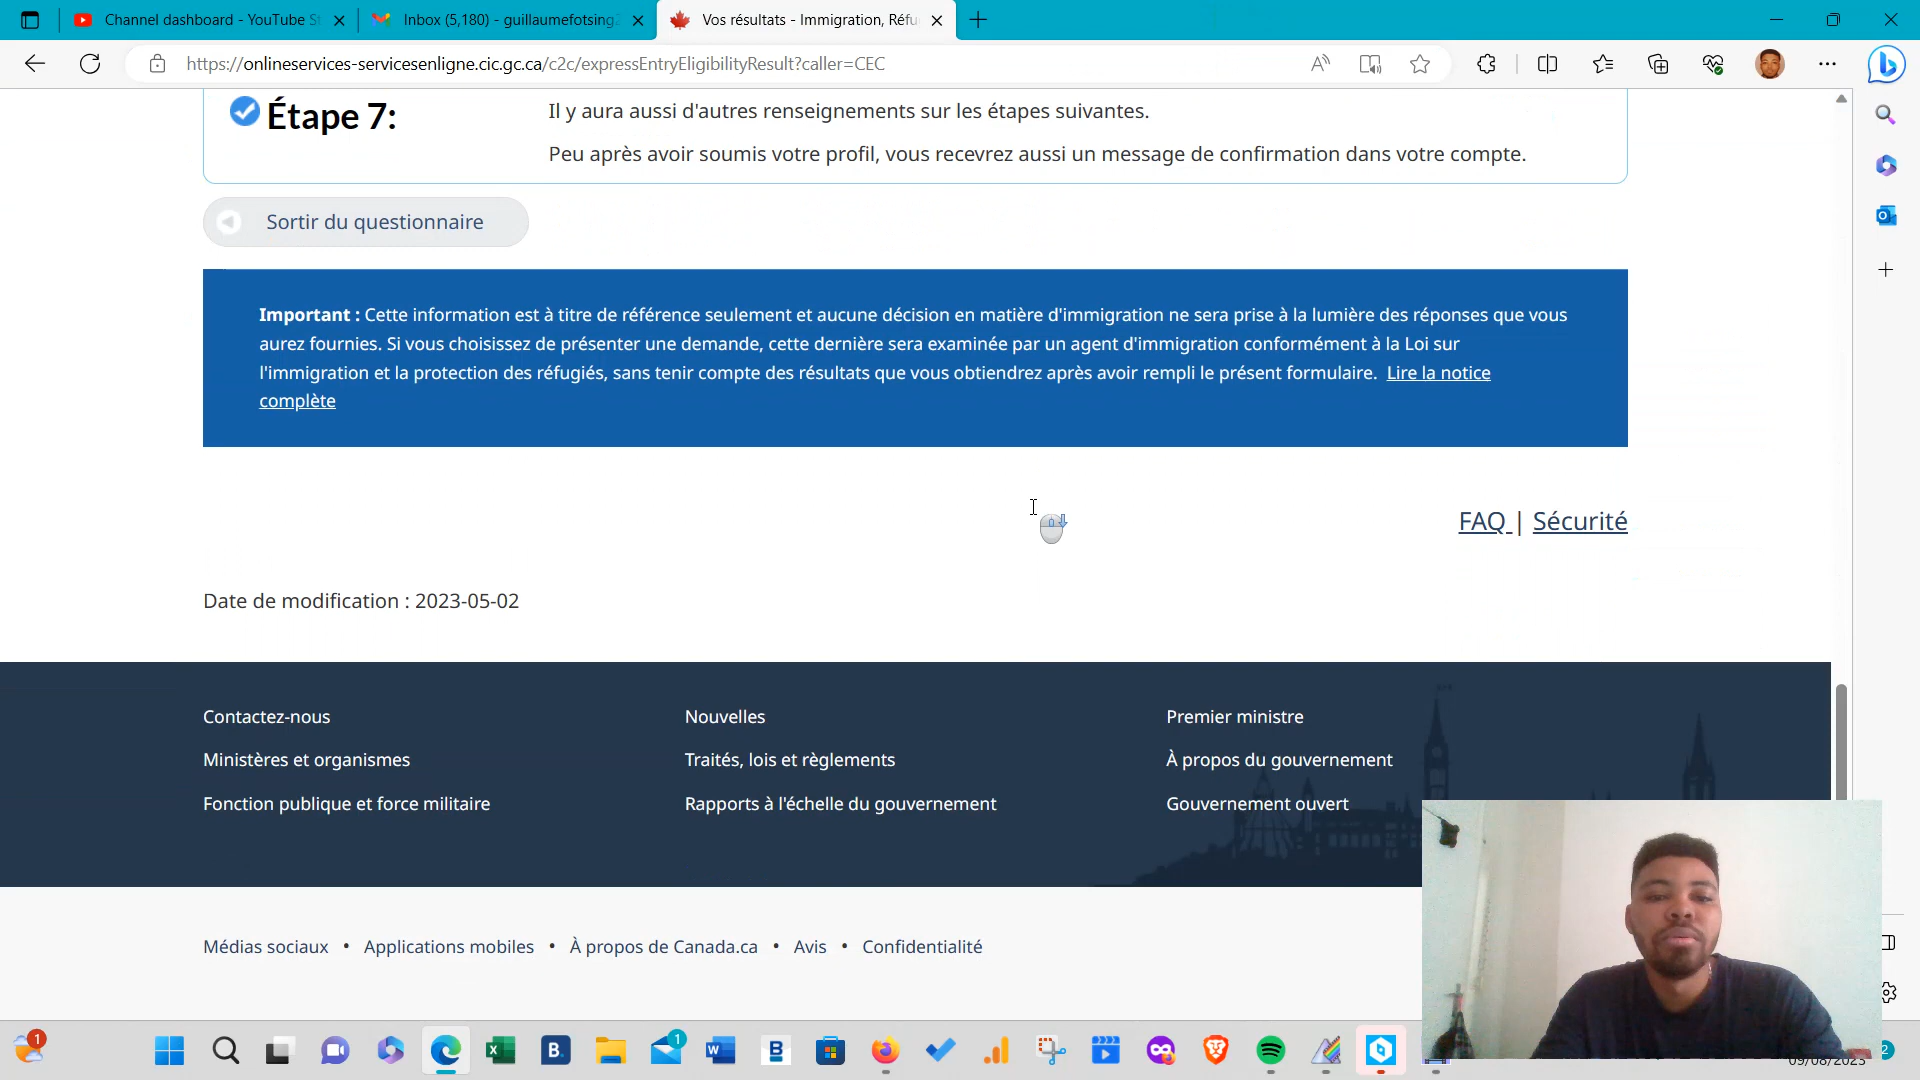 Channel dashboard - YouTube S
Inbox (5,180) - guillaumefotsing2
Vos résultats - Immigration, Réfu
https://onlineservices-servicesenligne.cic.gc.ca/c2c/expressEntryEligibilityResult?caller=CEC
Étape 7:
Il y aura aussi d'autres renseignements sur les étapes suivantes.
Peu après avoir soumis votre profil, vous recevrez aussi un message de confirmation dans votre compte.
Sortir du questionnaire
Important : Cette information est à titre de référence seulement et aucune décision en matière d'immigration ne sera prise à la lumière des réponses que vous
aurez fournies. Si vous choisissez de présenter une demande, cette dernière sera examinée par un agent d'immigration conformément à la Loi sur
l'immigration et la protection des réfugiés, sans tenir compte des résultats que vous obtiendrez après avoir rempli le présent formulaire. Lire la notice
complète
FAQ | Sécurité
Date de modification : 2023-05-02
Contactez-nous
Nouvelles
Premier ministre
Ministères et organismes
Traités, lois et règlements
À propos du gouvernement
Fonction publique et force militaire
Rapports à l'échelle du gouvernement
Gouvernement ouvert
Médias sociaux • Applications mobiles • À propos de Canada.ca • Avis • Confidentialité
1
B.
1
W
B
09/08/2023
2